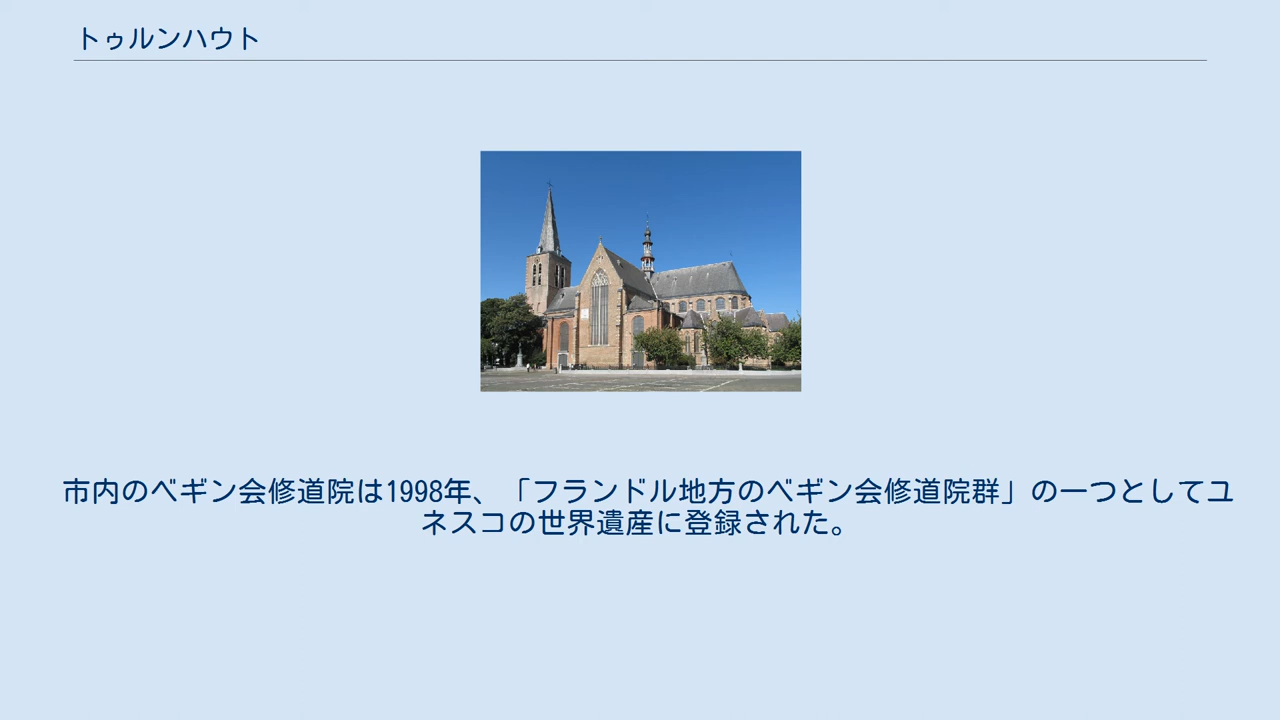 トゥルンハウト
市内のベギン会修道院は1998年、「フランドル地方のベギン会修道院群」の一つとしてユ
ネスコの世界遺産に登録された。